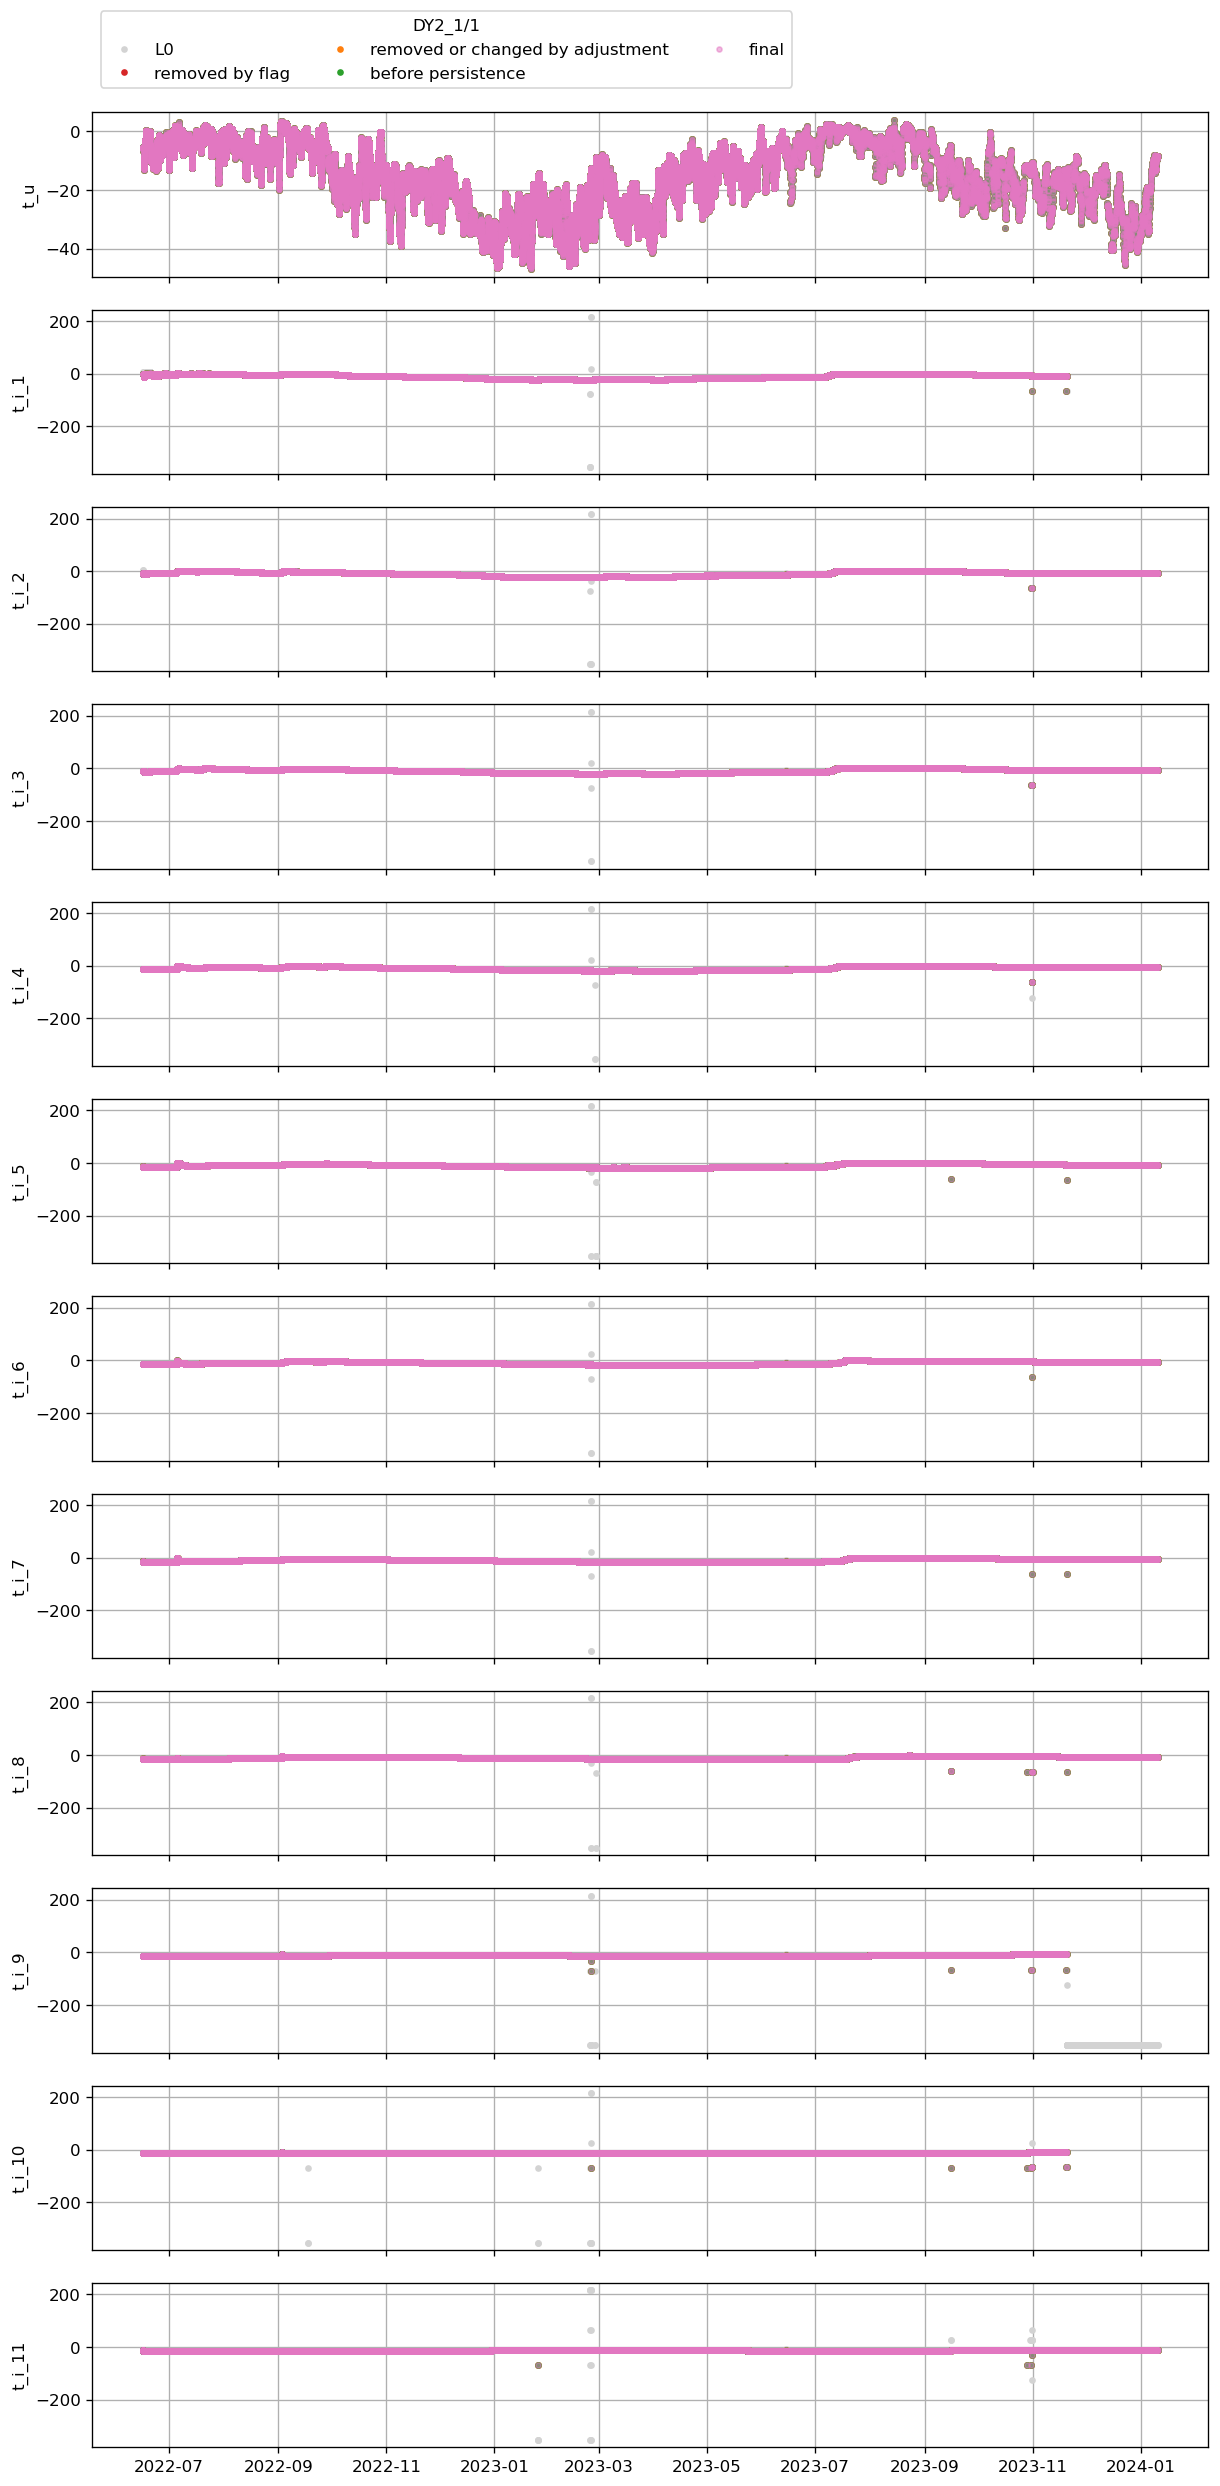 DY2_1/1
L0
removed by flag
removed or changed by adjustment
before persistence
final
0
−20
−40
t_u
200
0
−200
t_i_1
200
0
−200
t_i_2
200
0
−200
t_i_3
200
0
−200
t_i_4
200
0
−200
t_i_5
200
0
−200
t_i_6
200
0
−200
t_i_7
200
0
−200
t_i_8
200
0
−200
t_i_9
200
0
−200
t_i_10
200
0
−200
t_i_11
2022-07 2022-09 2022-11 2023-01 2023-03 2023-05 2023-07 2023-09 2023-11 2024-01